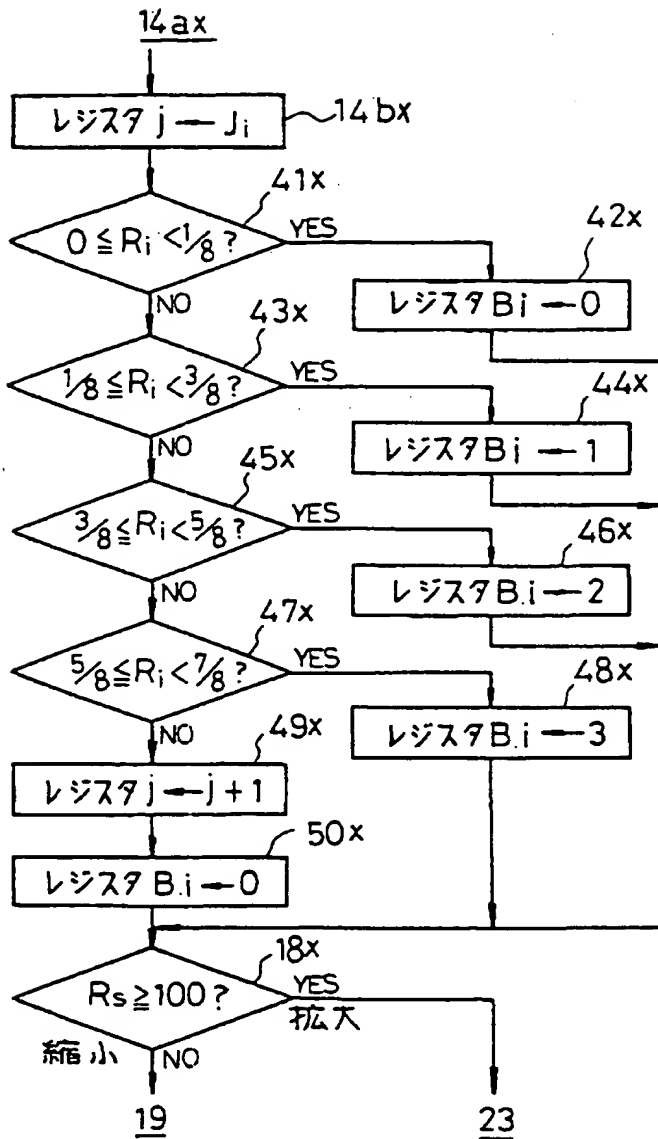 14ax
レジスタ j ← Ji
14bx
41x
0 ≦ Ri < 1/8 ?
YES
42x
NO
レジスタ Bi ← 0
43x
1/8 ≦ Ri < 3/8 ?
YES
44x
NO
レジスタ Bi ← 1
45x
3/8 ≦ Ri < 5/8 ?
YES
46x
NO
レジスタ B.i ← 2
47x
5/8 ≦ Ri < 7/8 ?
YES
48x
NO
レジスタ B.i ← 3
49x
レジスタ j ← j + 1
50x
レジスタ B.i ← 0
18x
Rs ≧ 100 ?
YES
拡大
縮小
NO
19
23